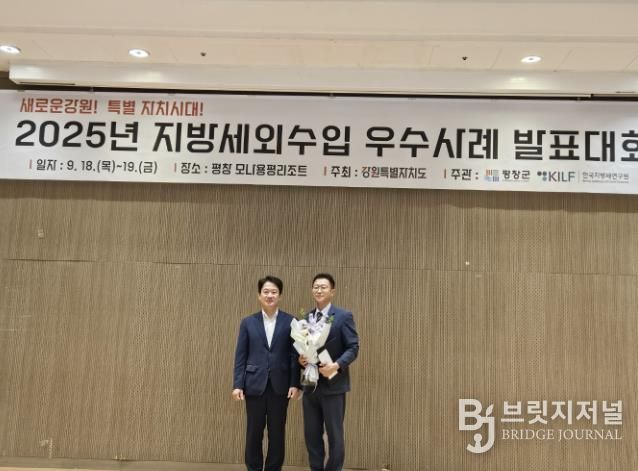 새로운강원! 특별 자치시대!
2025년 지방세외수입 우수사례 발표대회
일자 : 9. 18.(목)~19.(금) 장소 : 평창 모나용평리조트 주최 : 강원특별자치도 주관 : 평창군 KILF 한국지방세연구원
BJ 브릿지저널
BRIDGE JOURNAL